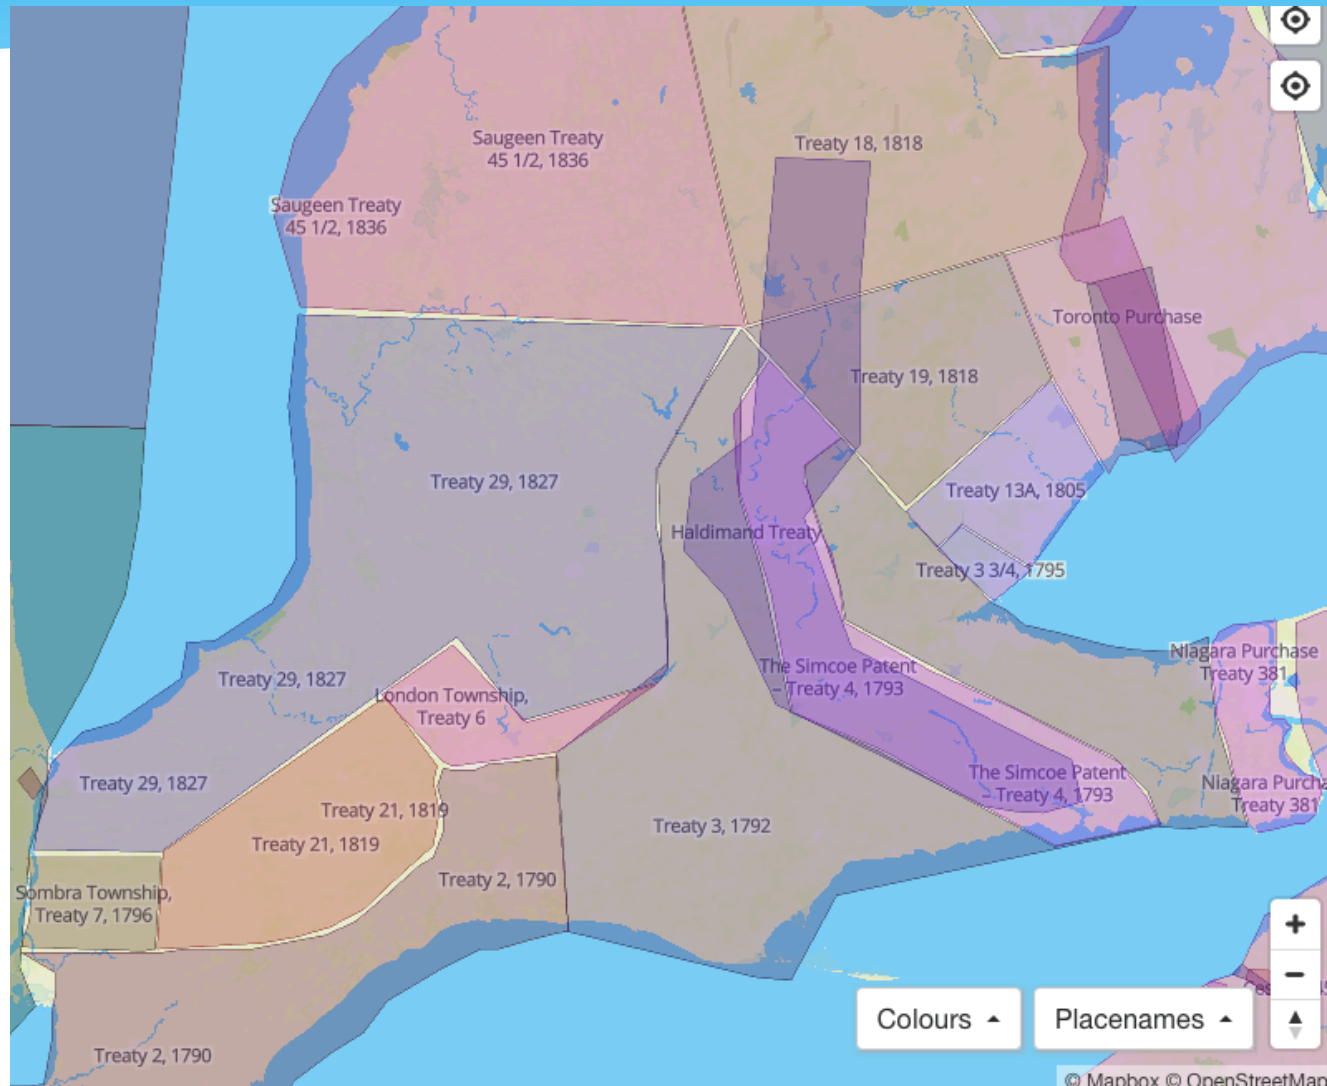 Saugeen Treaty
45 1/2, 1836
Treaty 18, 1818
Saugeen Treaty
45 1/2, 1836
Toronto Purchase
Treaty 19, 1818
Treaty 29, 1827
Treaty 13A, 1805
Haldimand Treaty
Treaty 3 3/4, 1795
Niagara Purchase
Treaty 381
Treaty 29, 1827
The Simcoe Patent
– Treaty 4, 1793
London Township,
Treaty 6
Treaty 29, 1827
The Simcoe Patent
– Treaty 4, 1793
Niagara Purcha
Treaty 381
Treaty 21, 1819
Treaty 3, 1792
Treaty 21, 1819
Treaty 2, 1790
Sombra Township,
Treaty 7, 1796
Colours
Placenames
Treaty 2, 1790
© Mapbox © OpenStreetMap